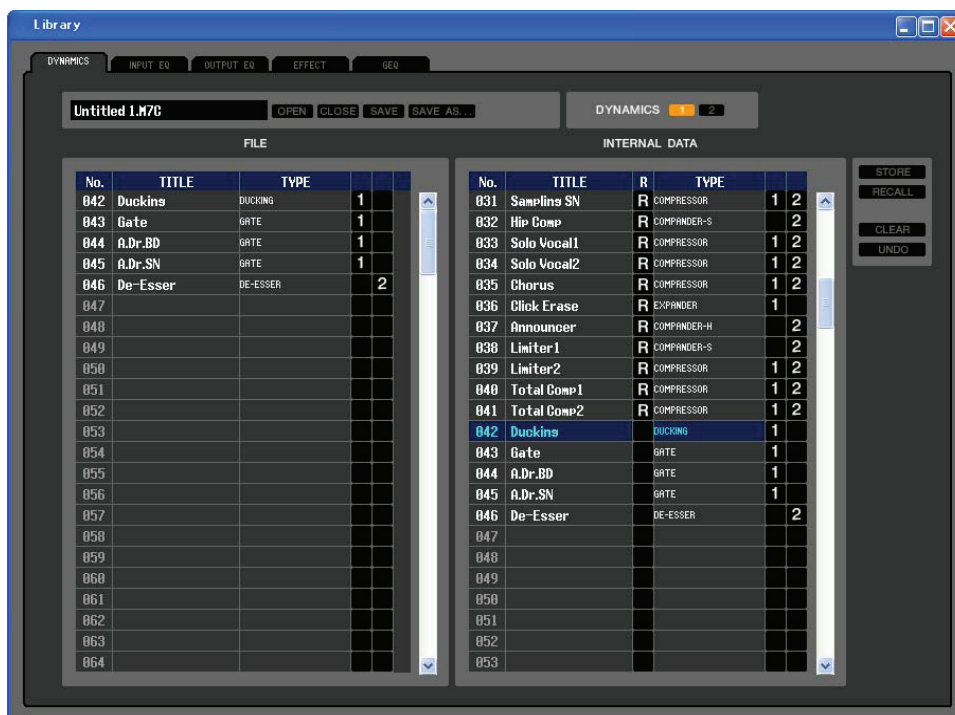 Library
DYNAMICS INPUT EQ OUTPUT EQ EFFECT GEQ
Untitled 1.M7C OPEN CLOSE SAVE SAVE AS... DYNAMICS 1 2
FILE INTERNAL DATA
No. TITLE TYPE
042 Ducking DUCKING 1
043 Gate GATE 1
044 A.Dr.BD GATE 1
045 A.Dr.SN GATE 1
046 De-Esser DE-ESSER 2
047
048
049
050
051
052
053
054
055
056
057
058
059
060
061
062
063
064
No. TITLE R TYPE
031 Sampling SN R COMPRESSOR 1 2
032 Hip Comp R COMPANDER-S 2
033 Solo Vocal1 R COMPRESSOR 1 2
034 Solo Vocal2 R COMPRESSOR 1 2
035 Chorus R COMPRESSOR 1 2
036 Click Erase R EXPANDER 1
037 Announcer R COMPANDER-H 2
038 Limiter1 R COMPANDER-S 2
039 Limiter2 R COMPRESSOR 1 2
040 Total Comp1 R COMPRESSOR 1 2
041 Total Comp2 R COMPRESSOR 1 2
042 Ducking DUCKING 1
043 Gate GATE 1
044 A.Dr.BD GATE 1
045 A.Dr.SN GATE 1
046 De-Esser DE-ESSER 2
047
048
049
050
051
052
053
STORE
RECALL
CLEAR
UNDO